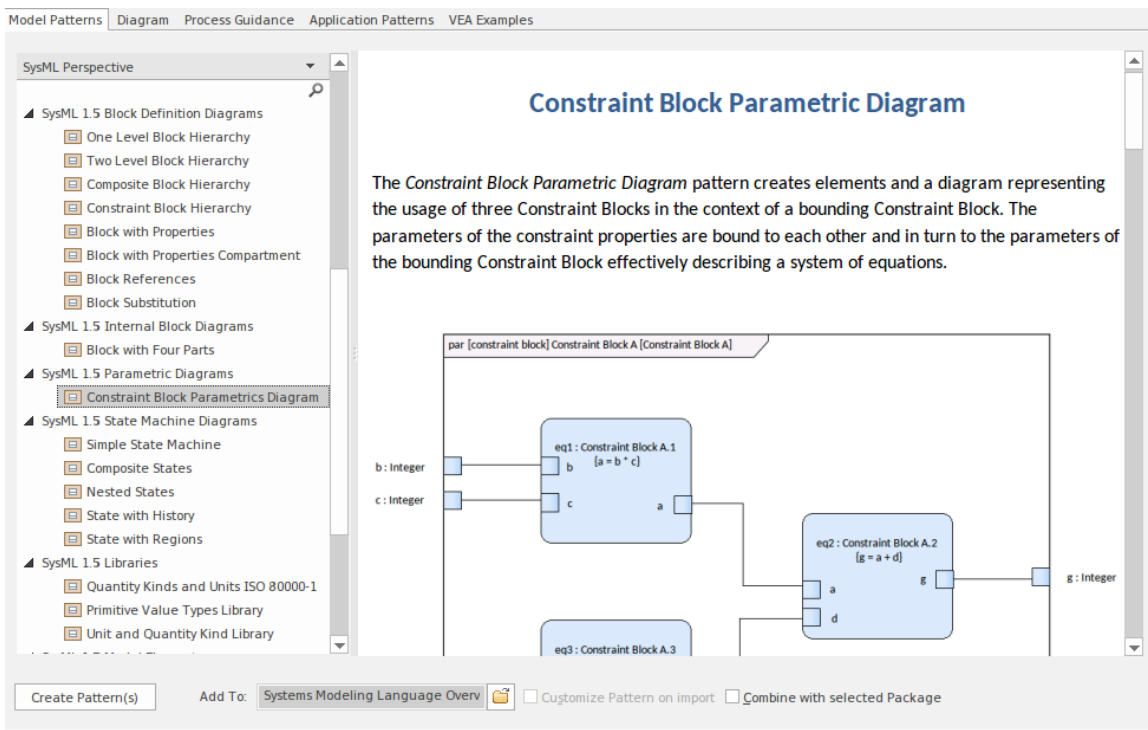 Model Patterns Diagram Process Guidance Application Patterns VEA Examples
SysML Perspective
SysML 1.5 Block Definition Diagrams
One Level Block Hierarchy
Two Level Block Hierarchy
Composite Block Hierarchy
Constraint Block Hierarchy
Block with Properties
Block with Properties Compartment
Block References
Block Substitution
SysML 1.5 Internal Block Diagrams
Block with Four Parts
SysML 1.5 Parametric Diagrams
Constraint Block Parametrics Diagram
SysML 1.5 State Machine Diagrams
Simple State Machine
Composite States
Nested States
State with History
State with Regions
SysML 1.5 Libraries
Quantity Kinds and Units ISO 80000-1
Primitive Value Types Library
Unit and Quantity Kind Library
Constraint Block Parametric Diagram
The Constraint Block Parametric Diagram pattern creates elements and a diagram representing
the usage of three Constraint Blocks in the context of a bounding Constraint Block. The
parameters of the constraint properties are bound to each other and in turn to the parameters of
the bounding Constraint Block effectively describing a system of equations.
par [constraint block] Constraint Block A [Constraint Block A]
eq1 : Constraint Block A.1
{a = b * c}
b : Integer
b
c : Integer
c
a
eq2 : Constraint Block A.2
{g = a + d}
g
g : Integer
a
d
eq3 : Constraint Block A.3
Create Pattern(s) Add To: Systems Modeling Language Overv Customize Pattern on import Combine with selected Package